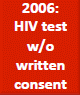 2006:
HIV test
w/o
written
consent